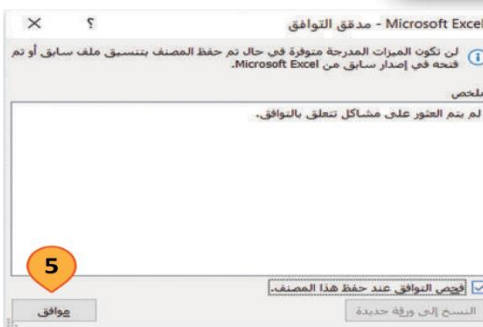 Microsoft Excel - مدقق التوافق
لن تكون الميزات المدرجة متوفرة في حال تم حفظ المصنف بتنسيق ملف سابق أو تم
فتحه في إصدار سابق من Microsoft Excel.
ملخص
لم يتم العثور على مشاكل تتعلق بالتوافق.
5
فحص التوافق عند حفظ هذا المصنف.
النسخ إلى ورقة جديدة
موافق